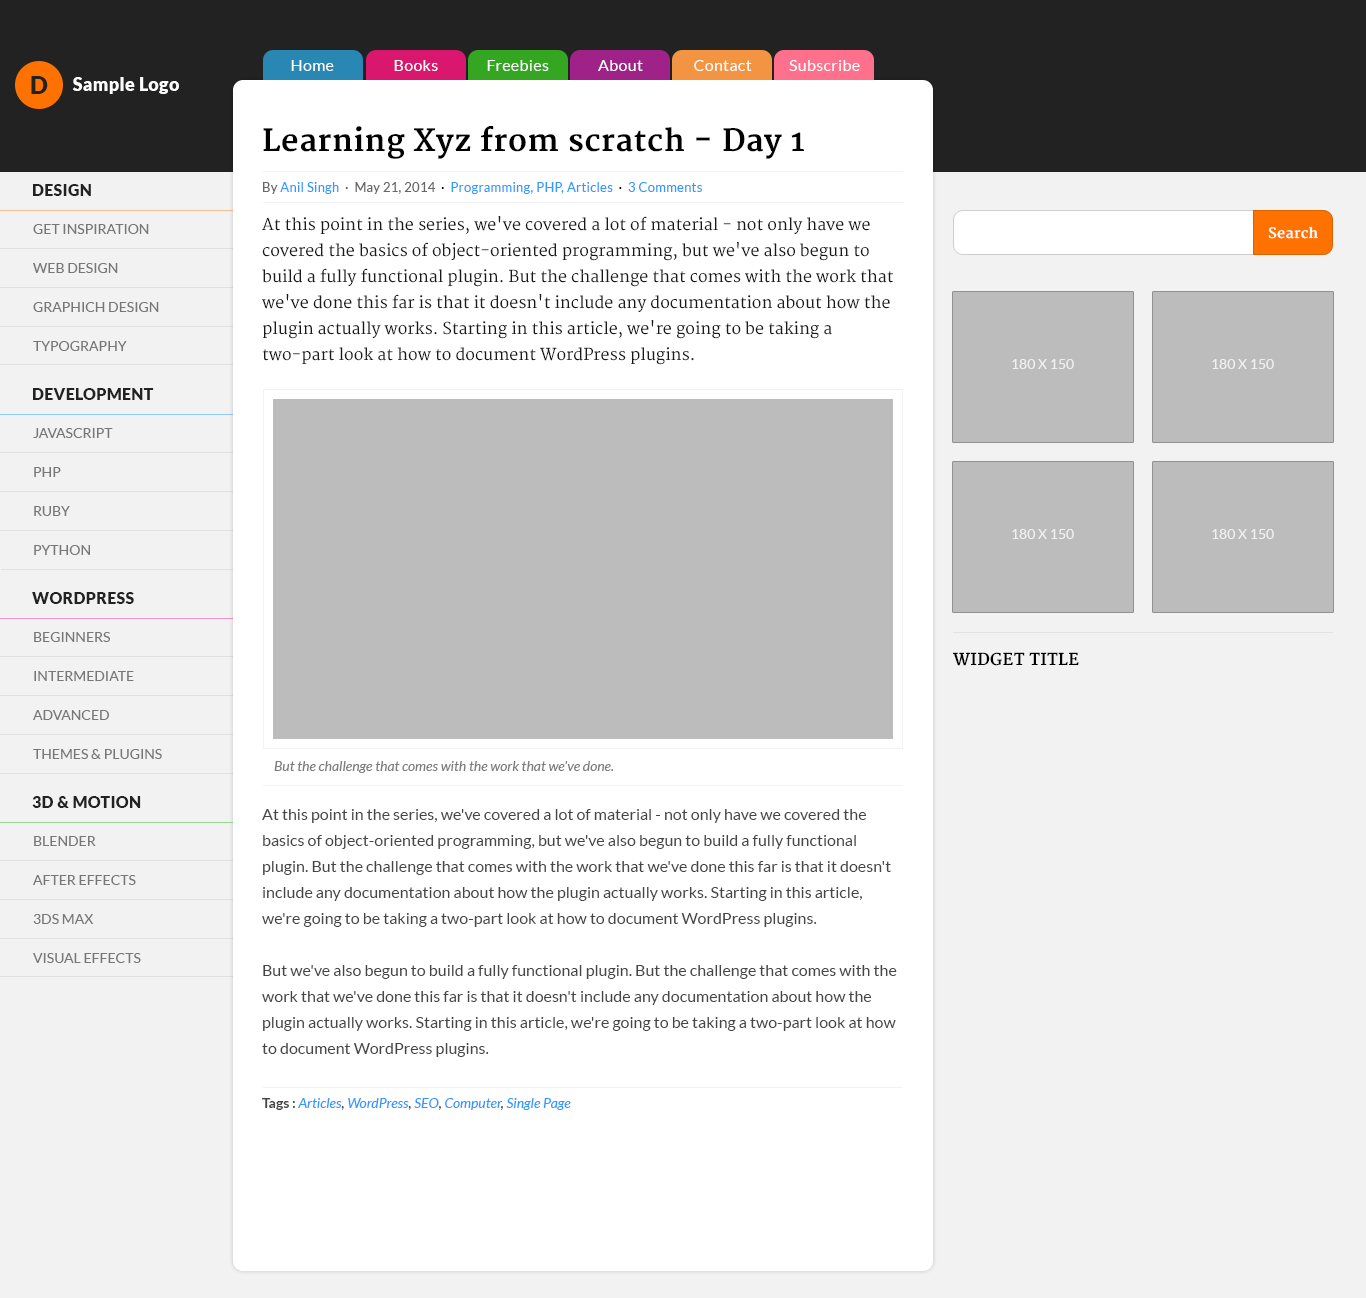 D
Sample Logo
Home
Books
Freebies
About
Contact
Subscribe
DESIGN
GET INSPIRATION
WEB DESIGN
GRAPHICH DESIGN
TYPOGRAPHY
DEVELOPMENT
JAVASCRIPT
PHP
RUBY
PYTHON
WORDPRESS
BEGINNERS
INTERMEDIATE
ADVANCED
THEMES & PLUGINS
3D & MOTION
BLENDER
AFTER EFFECTS
3DS MAX
VISUAL EFFECTS
Learning Xyz from scratch - Day 1
By Anil Singh · May 21, 2014 · Programming, PHP, Articles · 3 Comments
At this point in the series, we've covered a lot of material - not only have we
covered the basics of object-oriented programming, but we've also begun to
build a fully functional plugin. But the challenge that comes with the work that
we've done this far is that it doesn't include any documentation about how the
plugin actually works. Starting in this article, we're going to be taking a
two-part look at how to document WordPress plugins.
But the challenge that comes with the work that we've done.
At this point in the series, we've covered a lot of material - not only have we covered the
basics of object-oriented programming, but we've also begun to build a fully functional
plugin. But the challenge that comes with the work that we've done this far is that it doesn't
include any documentation about how the plugin actually works. Starting in this article,
we're going to be taking a two-part look at how to document WordPress plugins.
But we've also begun to build a fully functional plugin. But the challenge that comes with the
work that we've done this far is that it doesn't include any documentation about how the
plugin actually works. Starting in this article, we're going to be taking a two-part look at how
to document WordPress plugins.
Tags : Articles, WordPress, SEO, Computer, Single Page
Search
180 X 150
180 X 150
180 X 150
180 X 150
WIDGET TITLE